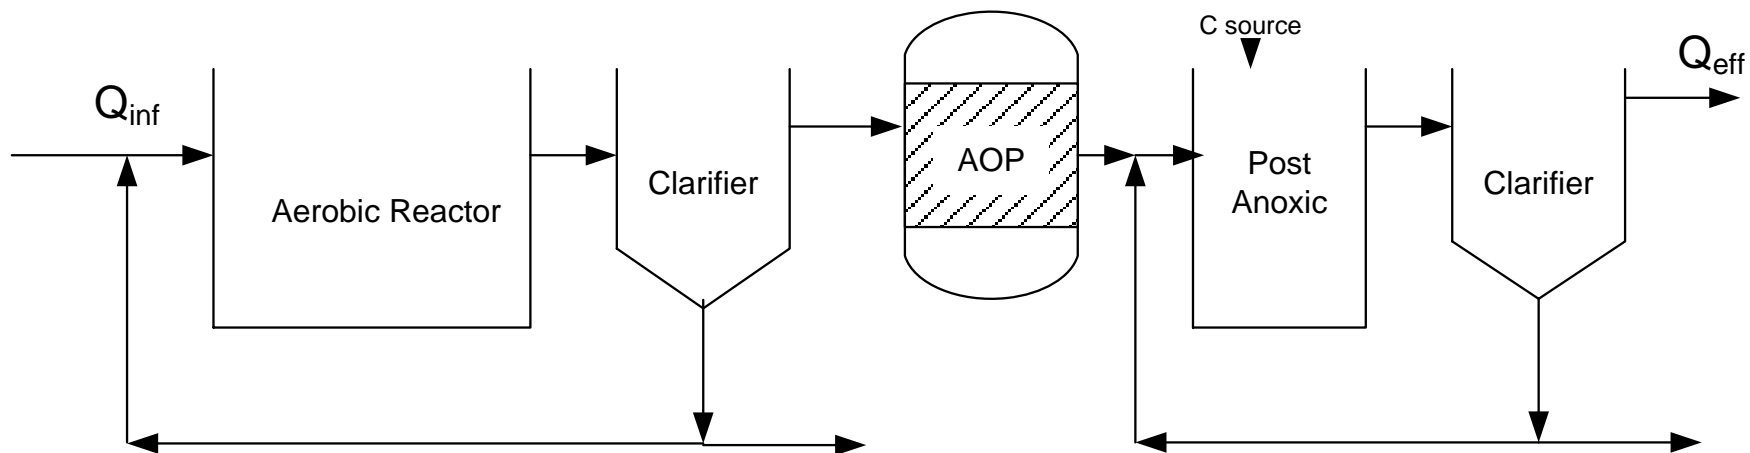 C source
Q_inf
Q_eff
Aerobic Reactor
Clarifier
AOP
Post
Anoxic
Clarifier